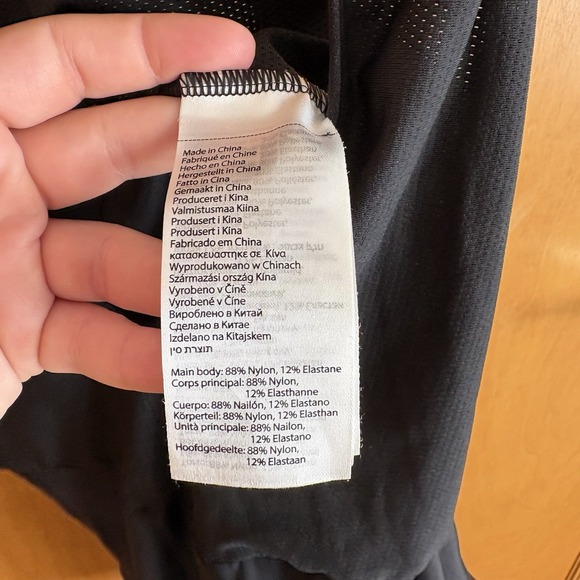 Made in China
Fabriqué en Chine
Hecho en China
Hergestellt in China
Fatto in Cina
Gemaakt in China
Produceret i Kina
Valmistusmaa Kiina
Produsert i Kina
Produsert i Kina
Fabricado em China
κατασκευαστηκε σε Κίνα
Wyprodukowano w Chinach
Származási ország Kína
Vyrobeno v Číně
Vyrobené v Číne
Вироблено в Китай
Сделано в Китае
Izdelano na Kitajskem
תוצרת סין
Main body: 88% Nylon, 12% Elastane
Corps principal: 88% Nylon,
12% Elasthanne
Cuerpo: 88% Nailón, 12% Elastano
Körperteil: 88% Nylon, 12% Elasthan
Unità principale: 88% Nailon,
12% Elastano
Hoofdgedeelte: 88% Nylon,
12% Elastaan